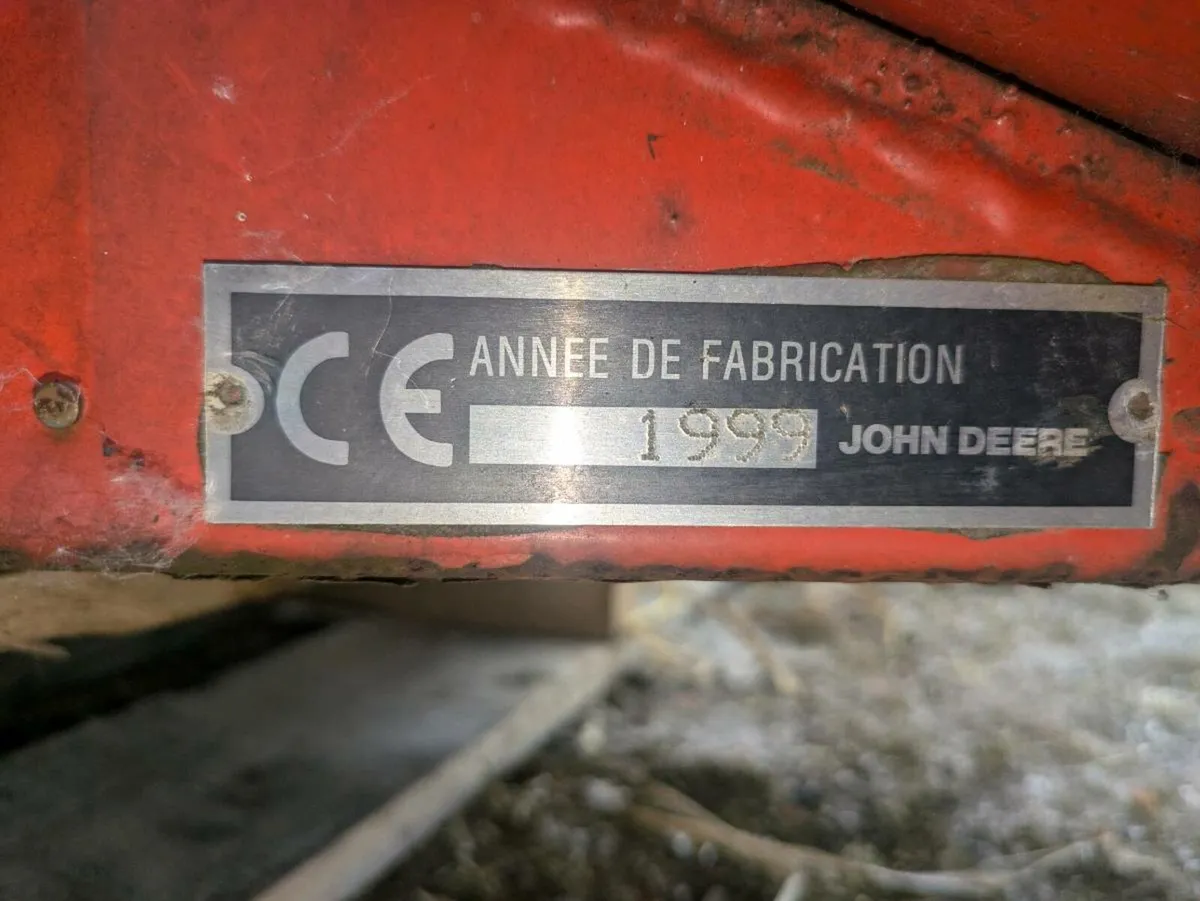 CE ANNEE DE FABRICATION
1999 JOHN DEERE